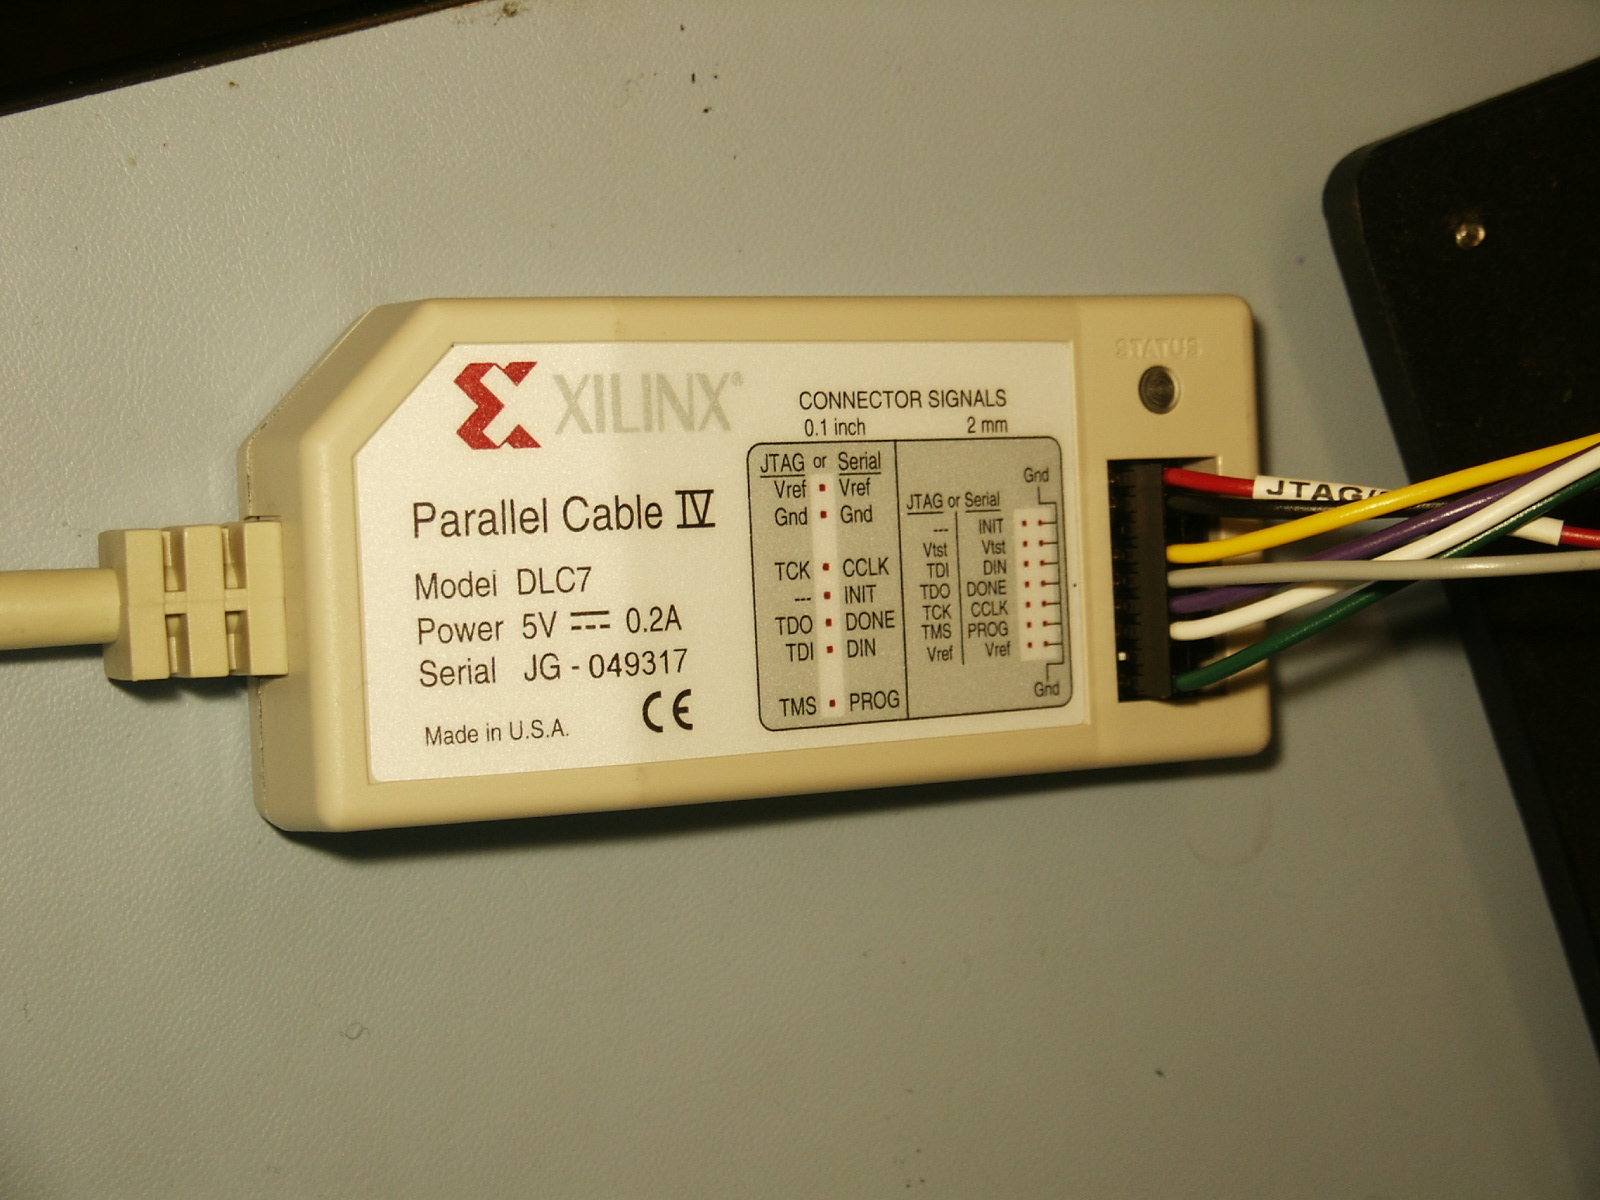 XILINX®
Parallel Cable IV
Model DLC7
Power 5V 0.2A
Serial JG - 049317
Made in U.S.A.
CE
CONNECTOR SIGNALS
0.1 inch 2 mm
JTAG or Serial
Vref Vref
Gnd Gnd
TCK CCLK
--- INIT
TDO DONE
TDI DIN
TMS PROG
Gnd
JTAG or Serial
--- INIT
Vtst Vtst
TDI DIN
TDO DONE
TCK CCLK
TMS PROG
Vref Vref
Gnd
STATUS
JTAG/